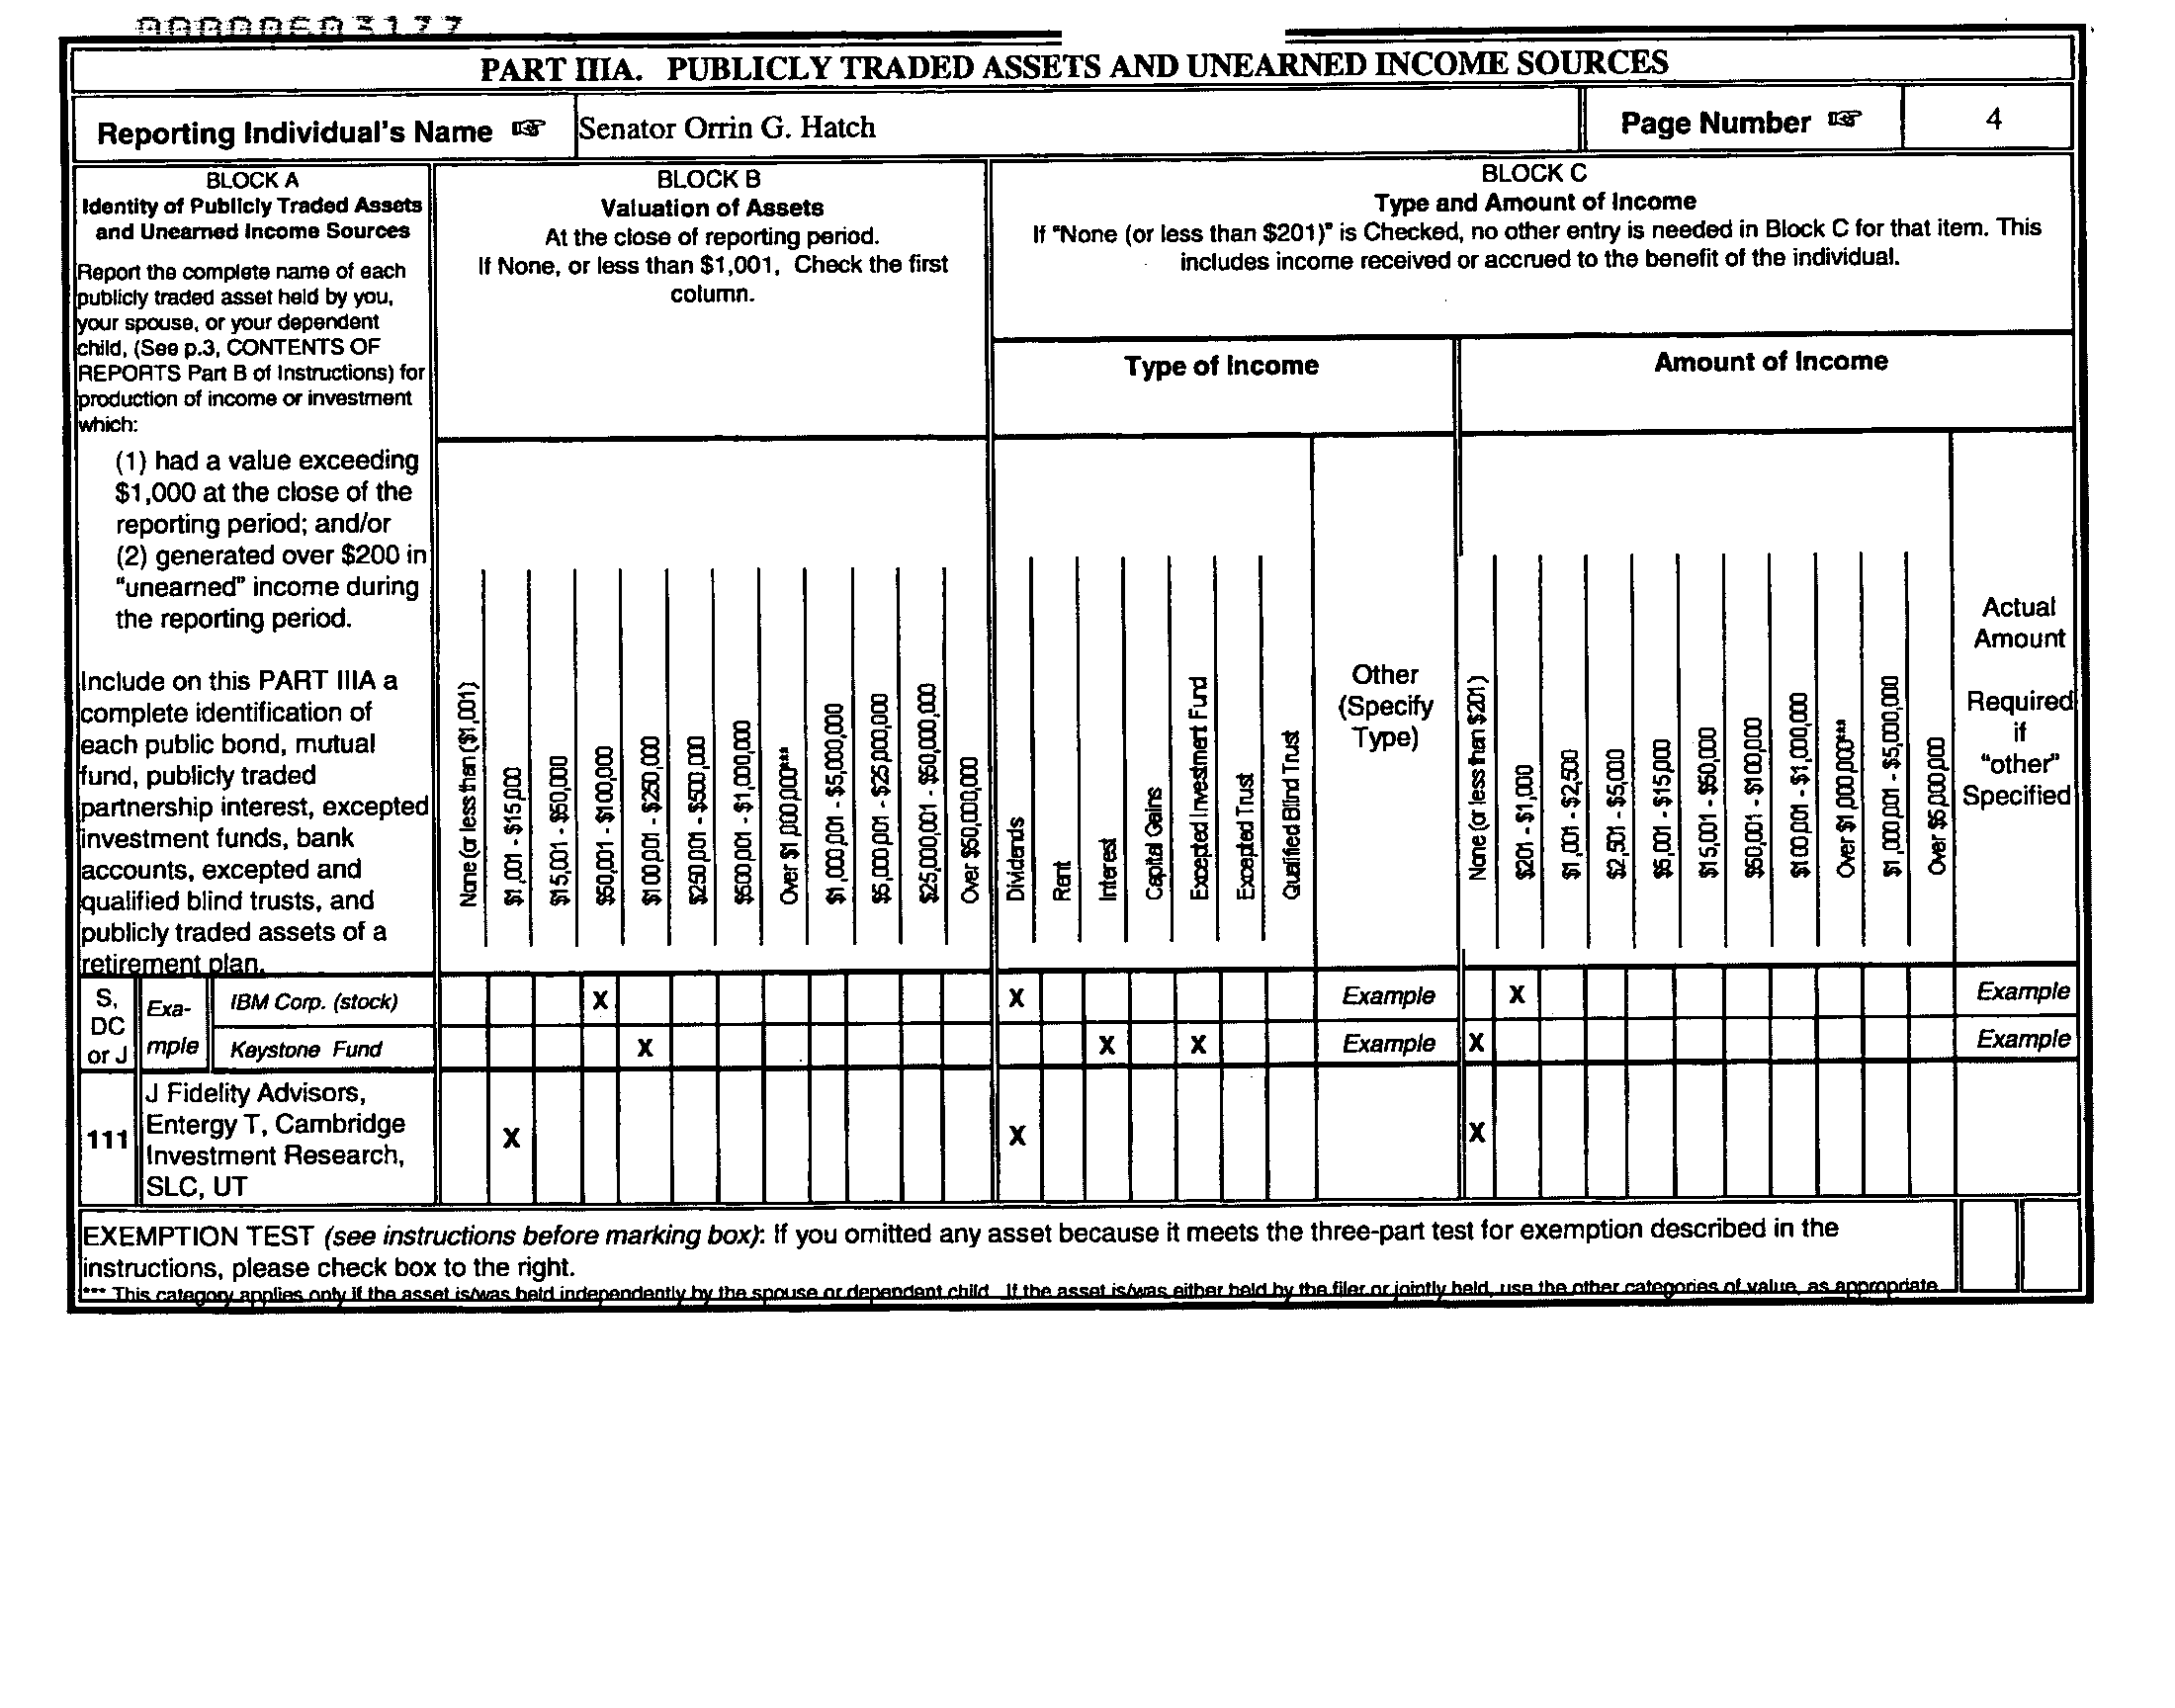 00000603177
PART IIIA. PUBLICLY TRADED ASSETS AND UNEARNED INCOME SOURCES
Reporting Individual's Name ☞ Senator Orrin G. Hatch Page Number ☞ 4
BLOCK A
Identity of Publicly Traded Assets
and Unearned Income Sources
Report the complete name of each
publicly traded asset held by you,
your spouse, or your dependent
child, (See p.3, CONTENTS OF
REPORTS Part B of Instructions) for
production of income or investment
which:
(1) had a value exceeding
$1,000 at the close of the
reporting period; and/or
(2) generated over $200 in
"unearned" income during
the reporting period.
Include on this PART IIIA a
complete identification of
each public bond, mutual
fund, publicly traded
partnership interest, excepted
investment funds, bank
accounts, excepted and
qualified blind trusts, and
publicly traded assets of a
retirement plan.
BLOCK B
Valuation of Assets
At the close of reporting period.
If None, or less than $1,001, Check the first
column.
None (or less than ($1,001)
$1,001 - $15,000
$15,001 - $50,000
$50,001 - $100,000
$100,001 - $250,000
$250,001 - $500,000
$500,001 - $1,000,000
Over $1,000,000***
$1,000,001 - $5,000,000
$5,000,001 - $25,000,000
$25,000,001 - $50,000,000
Over $50,000,000
BLOCK C
Type and Amount of Income
If "None (or less than $201)" is Checked, no other entry is needed in Block C for that item. This
includes income received or accrued to the benefit of the individual.
Type of Income
Dividends
Rent
Interest
Capital Gains
Excepted Investment Fund
Excepted Trust
Qualified Blind Trust
Other
(Specify
Type)
Amount of Income
None (or less than $201)
$201 - $1,000
$1,001 - $2,500
$2,501 - $5,000
$5,001 - $15,000
$15,001 - $50,000
$50,001 - $100,000
$100,001 - $1,000,000
Over $1,000,000***
$1,000,001 - $5,000,000
Over $5,000,000
Actual
Amount
Required
if
"other"
Specified
S,
DC
or J
Exa-
mple
IBM Corp. (stock) X X Example X Example
Keystone Fund X X X Example X Example
111
J Fidelity Advisors,
Entergy T, Cambridge
Investment Research,
SLC, UT
X X X
EXEMPTION TEST (see instructions before marking box): If you omitted any asset because it meets the three-part test for exemption described in the
instructions, please check box to the right.
*** This category applies only if the asset is/was held independently by the spouse or dependent child. If the asset is/was either held by the filer or jointly held, use the other categories of value, as appropriate.